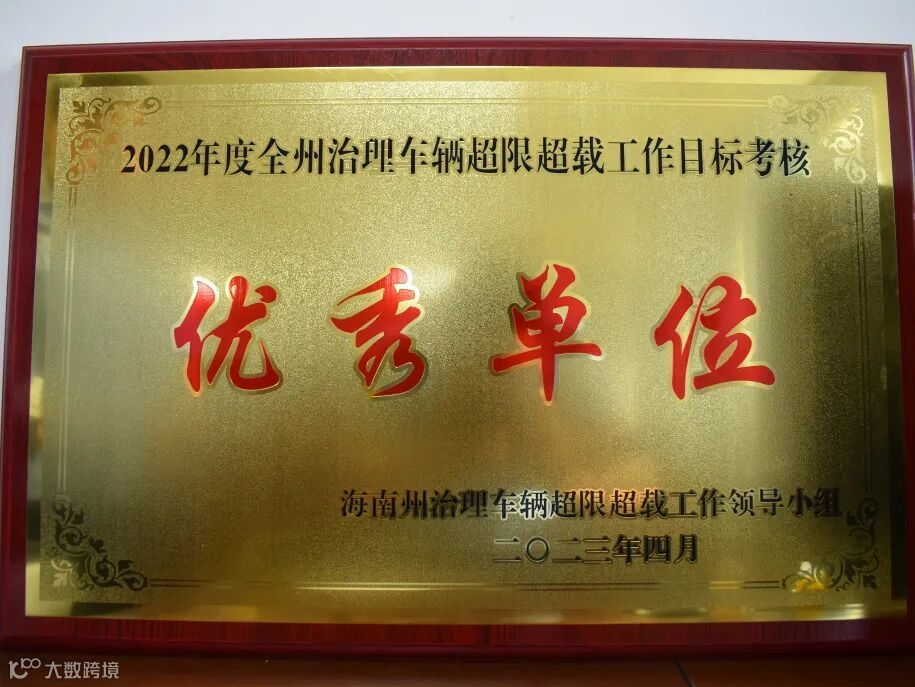 2022年度全州治理车辆超限超载工作目标考核
优秀单位
海南州治理车辆超限超载工作领导小组
二〇二三年四月
大数跨境